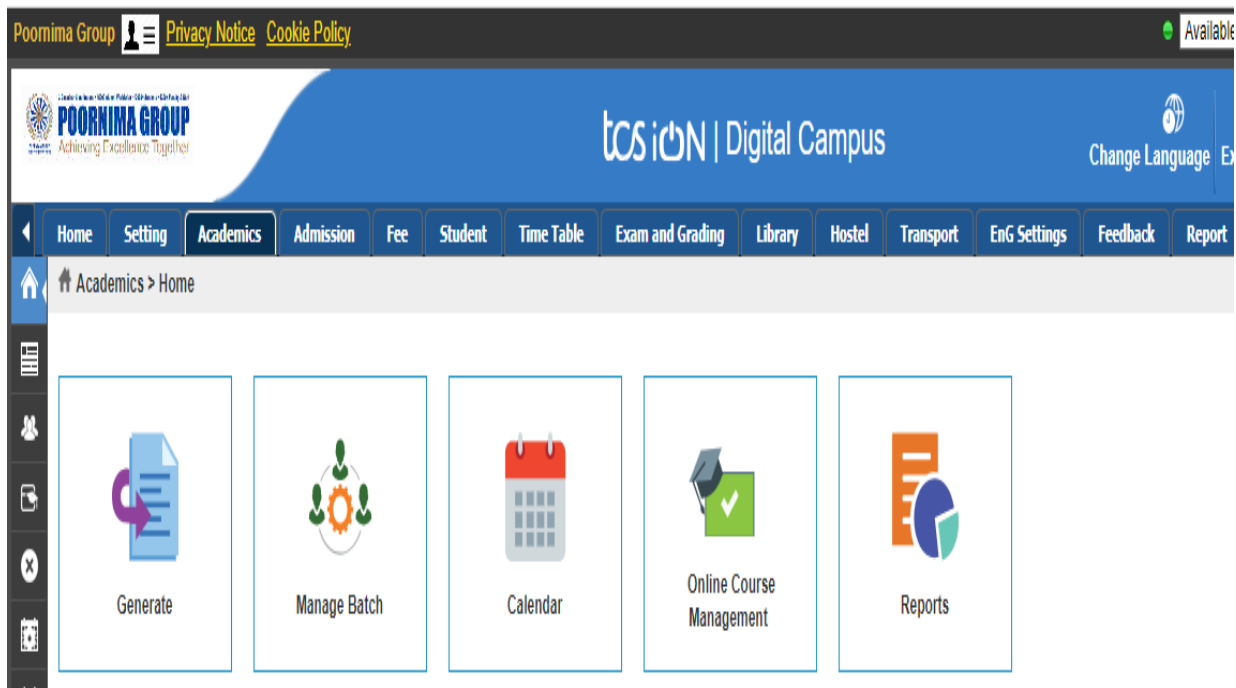 Poornima Group Privacy Notice Cookie Policy Available
POORNIMA GROUP
Achieving Excellence Together
tcs iON | Digital Campus
Change Language Ex
Home Setting Academics Admission Fee Student Time Table Exam and Grading Library Hostel Transport EnG Settings Feedback Report
Academics > Home
Generate Manage Batch Calendar Online Course
Management Reports